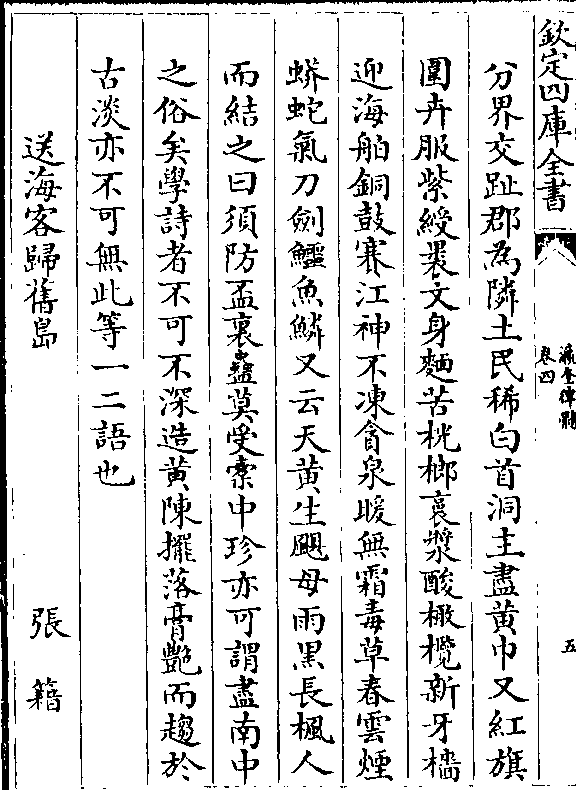 欽定四庫全書
瀛奎律髓
卷四
五
分界交趾郡為隣土民稀白首洞主盡黄巾又紅旗
圍卉服紫綬裹文身麵苦桄榔裛漿酸橄欖新牙檣
迎海舶銅鼓賽江神不凍貪泉暖無霜毒草春雲煙
蟒蛇氣刀劍鱷魚鱗又云天黄生颶母雨黒長楓人
而結之曰須防盃裏蠱莫受槖中珍亦可謂盡南中
之俗矣學詩者不可不深造黄陳擺落膏艶而趨於
古淡亦不可無此等一二語也
送海客歸舊島　張籍